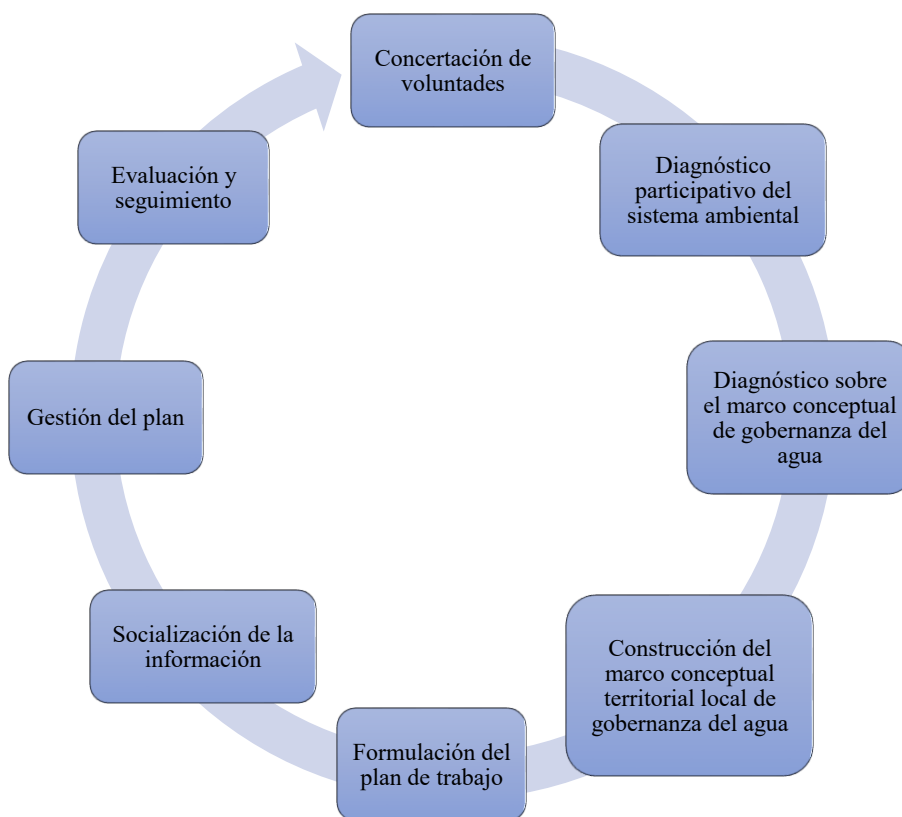 Concertación de
voluntades
Diagnóstico
participativo del
sistema ambiental
Diagnóstico sobre
el marco conceptual
de gobernanza del
agua
Construcción del
marco conceptual
territorial local de
gobernanza del agua
Formulación del
plan de trabajo
Socialización de la
información
Gestión del plan
Evaluación y
seguimiento